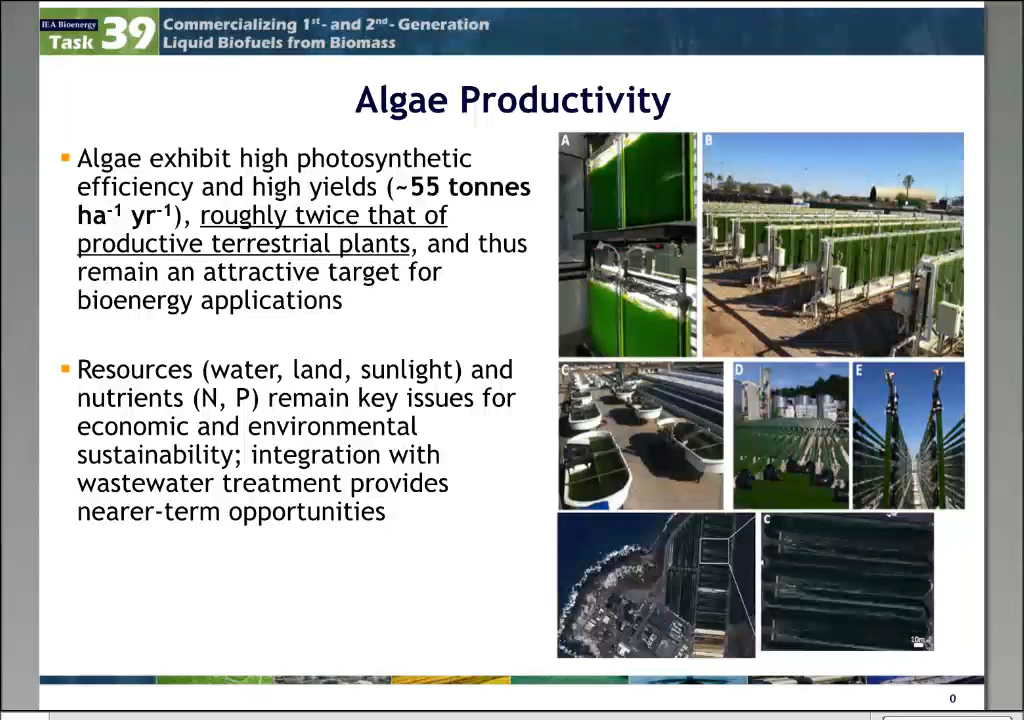 IEA Bioenergy
Task 39
Commercializing 1st- and 2nd- Generation
Liquid Biofuels from Biomass
Algae Productivity
Algae exhibit high photosynthetic
efficiency and high yields (~55 tonnes
ha-1 yr-1), roughly twice that of
productive terrestrial plants, and thus
remain an attractive target for
bioenergy applications
Resources (water, land, sunlight) and
nutrients (N, P) remain key issues for
economic and environmental
sustainability; integration with
wastewater treatment provides
nearer-term opportunities
A
B
C
D
E
C
10m
0